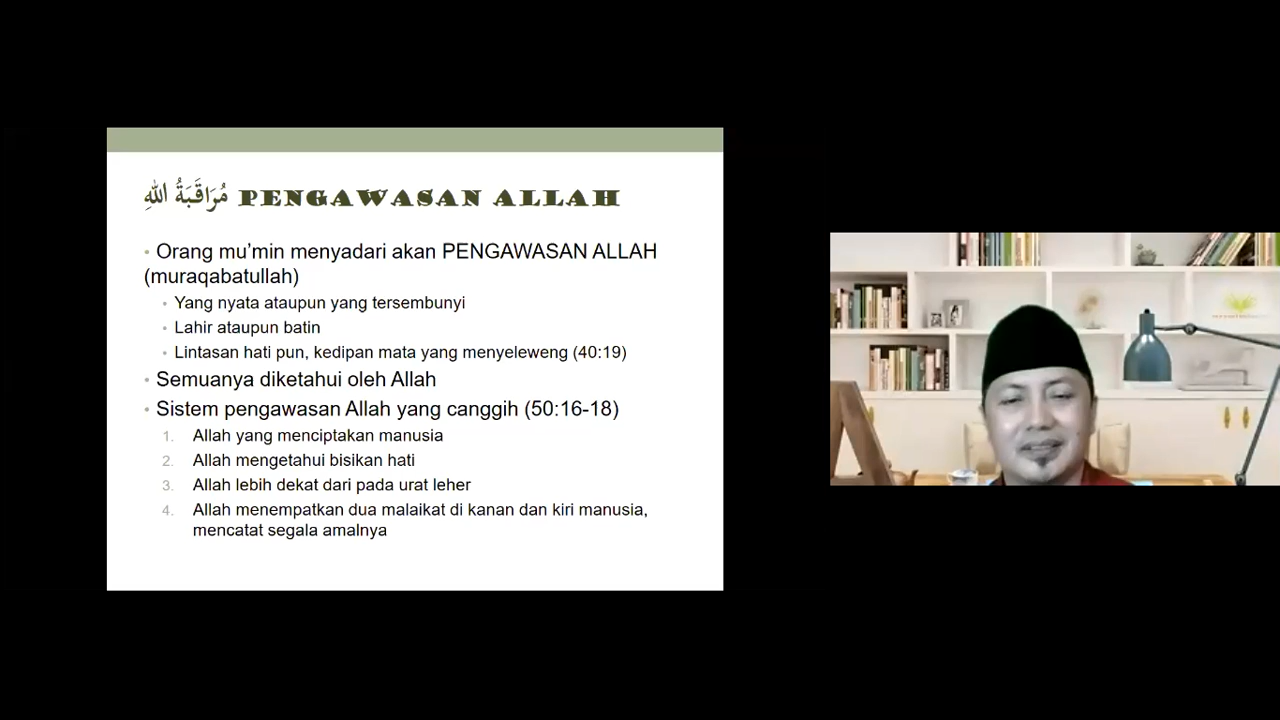 مُرَاقَبَةُ اللهِ PENGAWASAN ALLAH
• Orang mu’min menyadari akan PENGAWASAN ALLAH
(muraqabatullah)
• Yang nyata ataupun yang tersembunyi
• Lahir ataupun batin
• Lintasan hati pun, kedipan mata yang menyeleweng (40:19)
• Semuanya diketahui oleh Allah
• Sistem pengawasan Allah yang canggih (50:16-18)
1. Allah yang menciptakan manusia
2. Allah mengetahui bisikan hati
3. Allah lebih dekat dari pada urat leher
4. Allah menempatkan dua malaikat di kanan dan kiri manusia,
mencatat segala amalnya